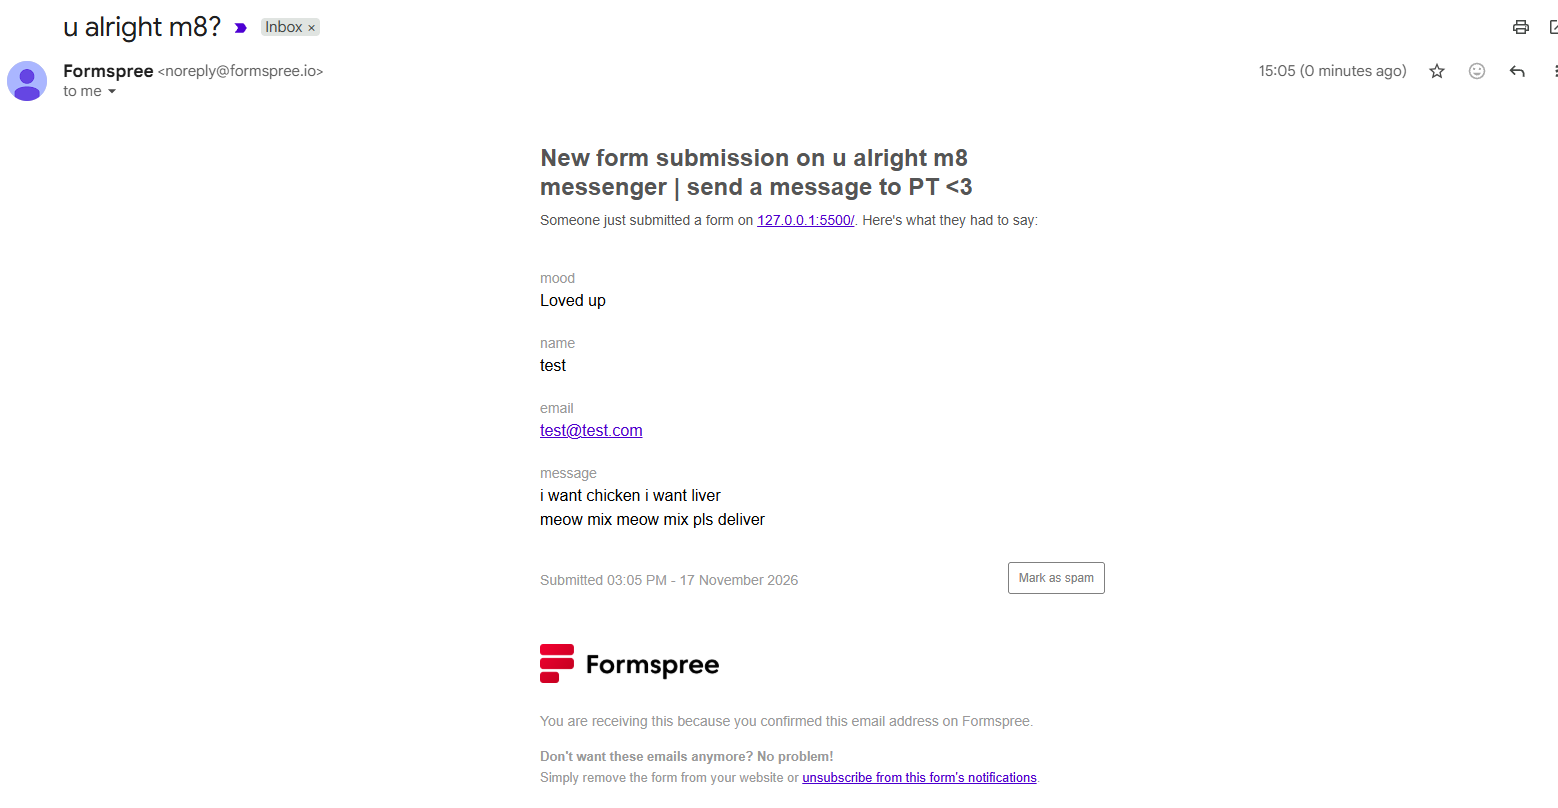 u alright m8? Inbox ×
Formspree <noreply@formspree.io> 15:05 (0 minutes ago)
to me
New form submission on u alright m8
messenger | send a message to PT <3
Someone just submitted a form on 127.0.0.1:5500/. Here's what they had to say:
mood
Loved up
name
test
email
test@test.com
message
i want chicken i want liver
meow mix meow mix pls deliver
Submitted 03:05 PM - 17 November 2026 Mark as spam
Formspree
You are receiving this because you confirmed this email address on Formspree.
Don't want these emails anymore? No problem!
Simply remove the form from your website or unsubscribe from this form's notifications.